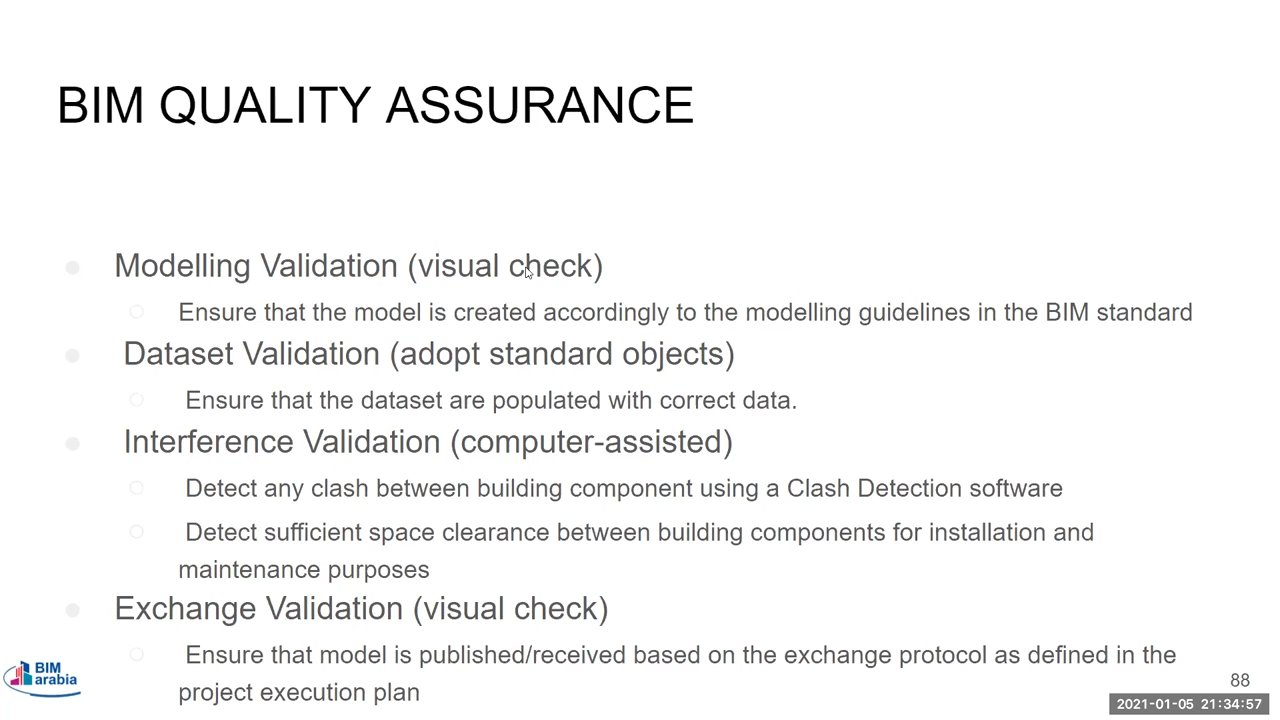 BIM QUALITY ASSURANCE
Modelling Validation (visual check)
Ensure that the model is created accordingly to the modelling guidelines in the BIM standard
Dataset Validation (adopt standard objects)
Ensure that the dataset are populated with correct data.
Interference Validation (computer-assisted)
Detect any clash between building component using a Clash Detection software
Detect sufficient space clearance between building components for installation and
maintenance purposes
Exchange Validation (visual check)
Ensure that model is published/received based on the exchange protocol as defined in the
project execution plan
BIM
arabia
88
2021-01-05 21:34:57